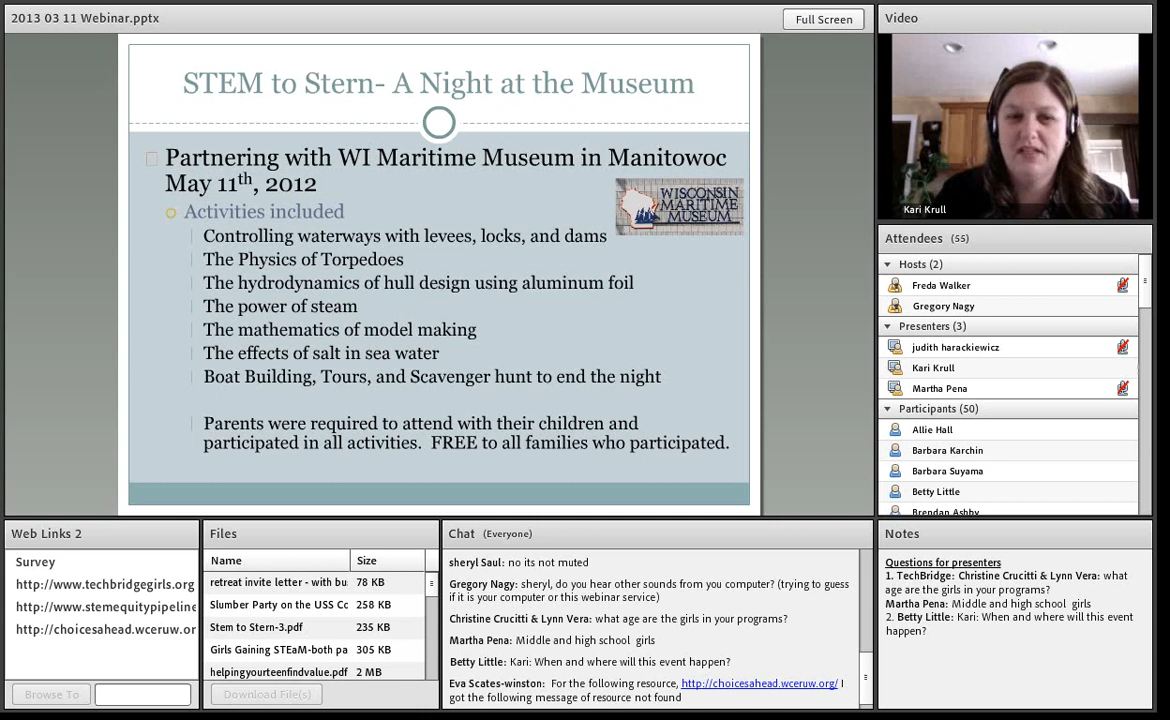 2013 03 11 Webinar.pptx
Full Screen
STEM to Stern- A Night at the Museum
Partnering with WI Maritime Museum in Manitowoc
May 11th, 2012
WISCONSIN
MARITIME
MUSEUM
Activities included
Controlling waterways with levees, locks, and dams
The Physics of Torpedoes
The hydrodynamics of hull design using aluminum foil
The power of steam
The mathematics of model making
The effects of salt in sea water
Boat Building, Tours, and Scavenger hunt to end the night
Parents were required to attend with their children and
participated in all activities. FREE to all families who participated.
Video
Kari Krull
Attendees (55)
Hosts (2)
Freda Walker
Gregory Nagy
Presenters (3)
judith harackiewicz
Kari Krull
Martha Pena
Participants (50)
Allie Hall
Barbara Karchin
Barbara Suyama
Betty Little
Brendan Ashby
Web Links 2
Survey
http://www.techbridgegirls.org
http://www.stemequitypipeline
http://choicesahead.wceruw.or
Browse To
Files
Name Size
retreat invite letter - with bu 78 KB
Slumber Party on the USS Cc 258 KB
Stem to Stern-3.pdf 235 KB
Girls Gaining STEaM-both pa 305 KB
helpingyourteenfindvalue.pdf 2 MB
Download File(s)
Chat (Everyone)
sheryl Saul: no its not muted
Gregory Nagy: sheryl, do you hear other sounds from you computer? (trying to guess
if it is your computer or this webinar service)
Christine Crucitti & Lynn Vera: what age are the girls in your programs?
Martha Pena: Middle and high school girls
Betty Little: Kari: When and where will this event happen?
Eva Scates-winston: For the following resource, http://choicesahead.wceruw.org/ I
got the following message of resource not found
Notes
Questions for presenters
1. TechBridge: Christine Crucitti & Lynn Vera: what
age are the girls in your programs?
Martha Pena: Middle and high school girls
2. Betty Little: Kari: When and where will this event
happen?